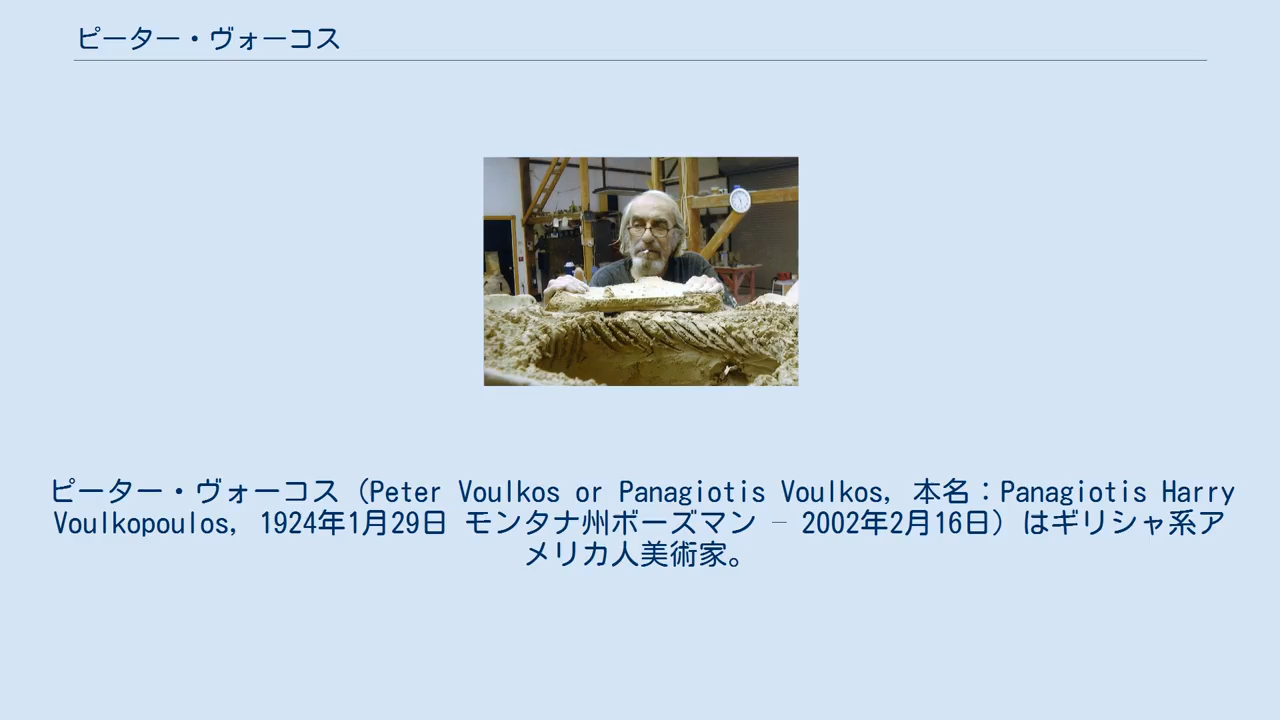 ピーター・ヴォーコス
ピーター・ヴォーコス（Peter Voulkos or Panagiotis Voulkos, 本名：Panagiotis Harry
Voulkopoulos, 1924年1月29日 モンタナ州ボーズマン – 2002年2月16日）はギリシャ系ア
メリカ人美術家。